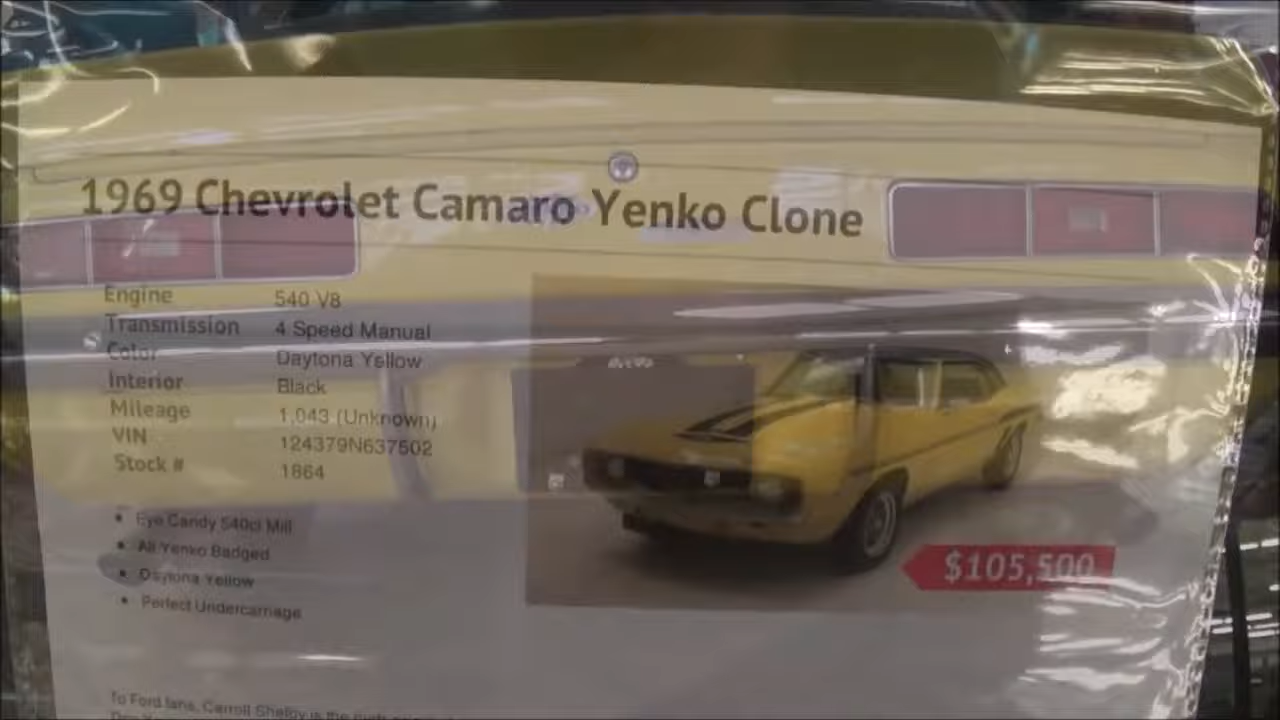 1969 Chevrolet Camaro Yenko Clone
Engine 540 V8
Transmission 4 Speed Manual
Color Daytona Yellow
Interior Black
Mileage 1,043 (Unknown)
VIN 124379N637502
Stock # 1864
• Eye Candy 540ci Mill
• All Yenko Badged
• Daytona Yellow
• Perfect Undercarriage
$105,500
To Ford fans, Carroll Shelby is the